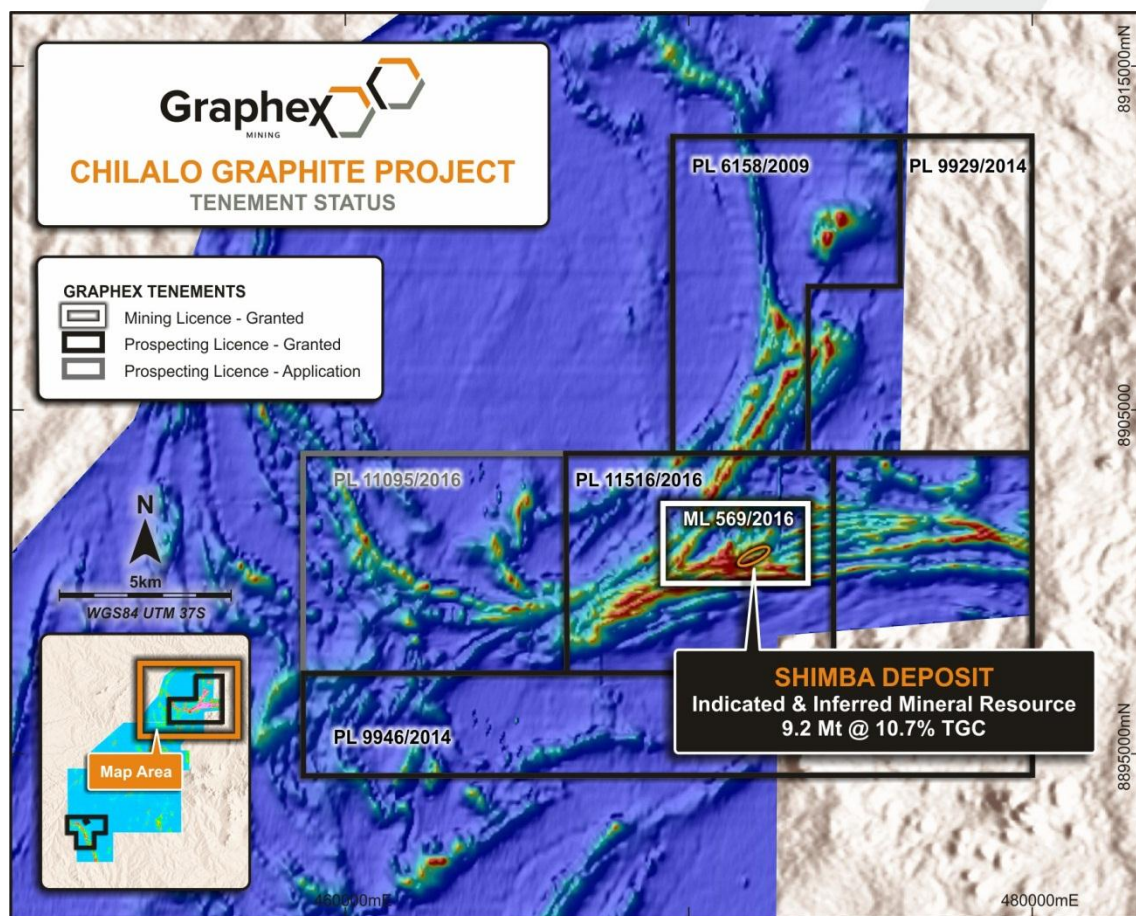 Graphex
MINING
CHILALO GRAPHITE PROJECT
TENEMENT STATUS
GRAPHEX TENEMENTS
Mining Licence - Granted
Prospecting Licence - Granted
Prospecting Licence - Application
8915000mN
PL 6158/2009
PL 9929/2014
8905000
PL 11095/2016
PL 11516/2016
ML 569/2016
N
5km
WGS84 UTM 37S
SHIMBA DEPOSIT
Indicated & Inferred Mineral Resource
9.2 Mt @ 10.7% TGC
PL 9946/2014
8895000mN
Map Area
460000mE
480000mE